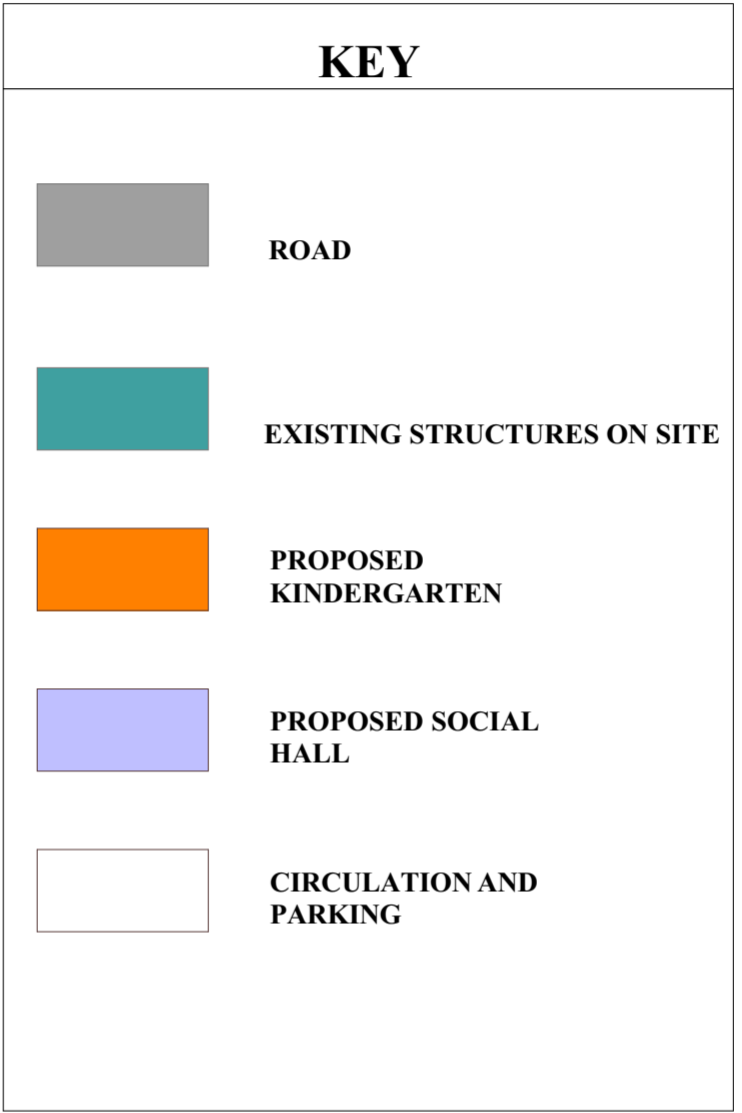 KEY
ROAD
EXISTING STRUCTURES ON SITE
PROPOSED
KINDERGARTEN
PROPOSED SOCIAL
HALL
CIRCULATION AND
PARKING